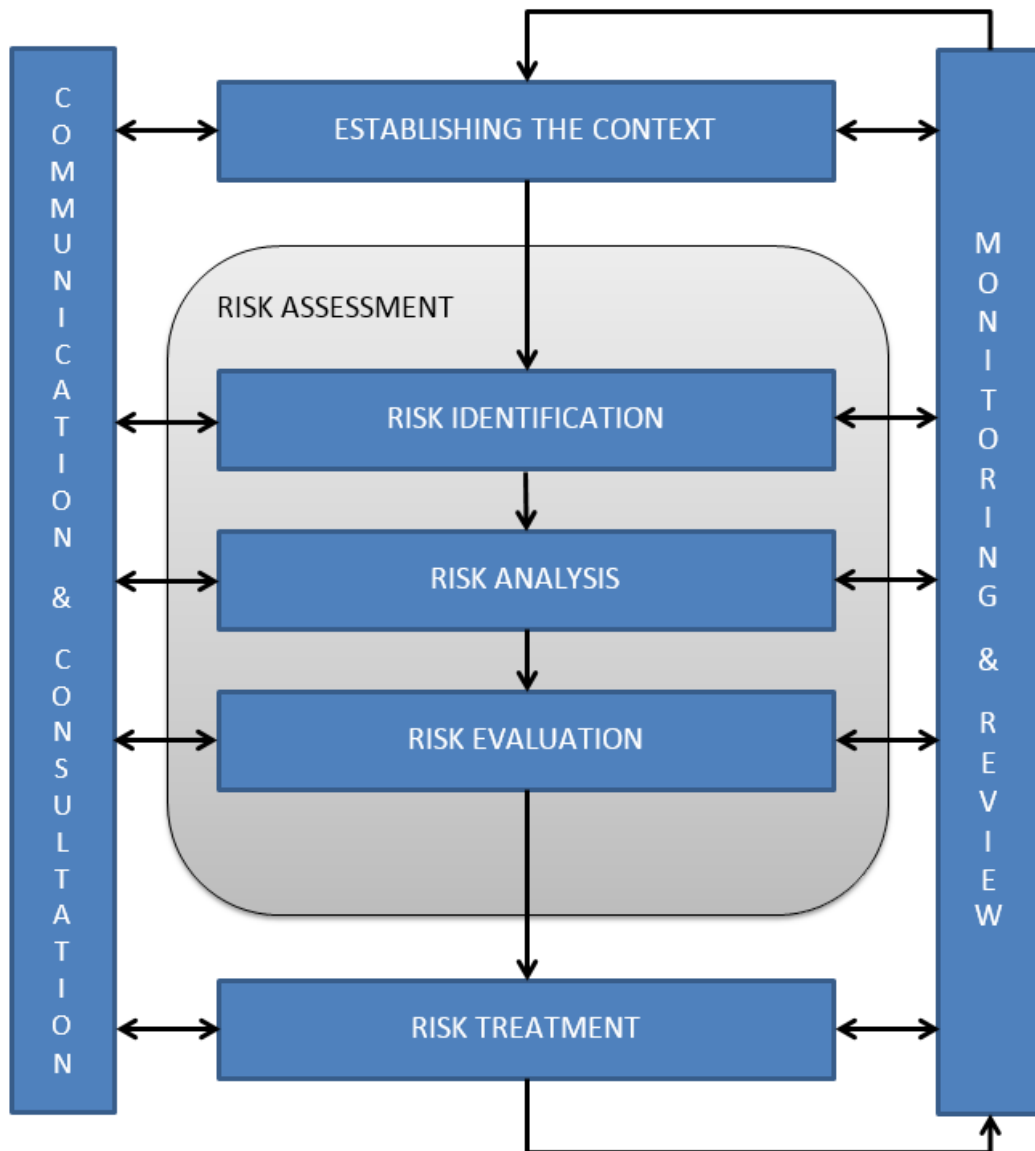 COMMUNICATION & CONSULTATION
ESTABLISHING THE CONTEXT
RISK ASSESSMENT
RISK IDENTIFICATION
RISK ANALYSIS
RISK EVALUATION
RISK TREATMENT
MONITORING & REVIEW